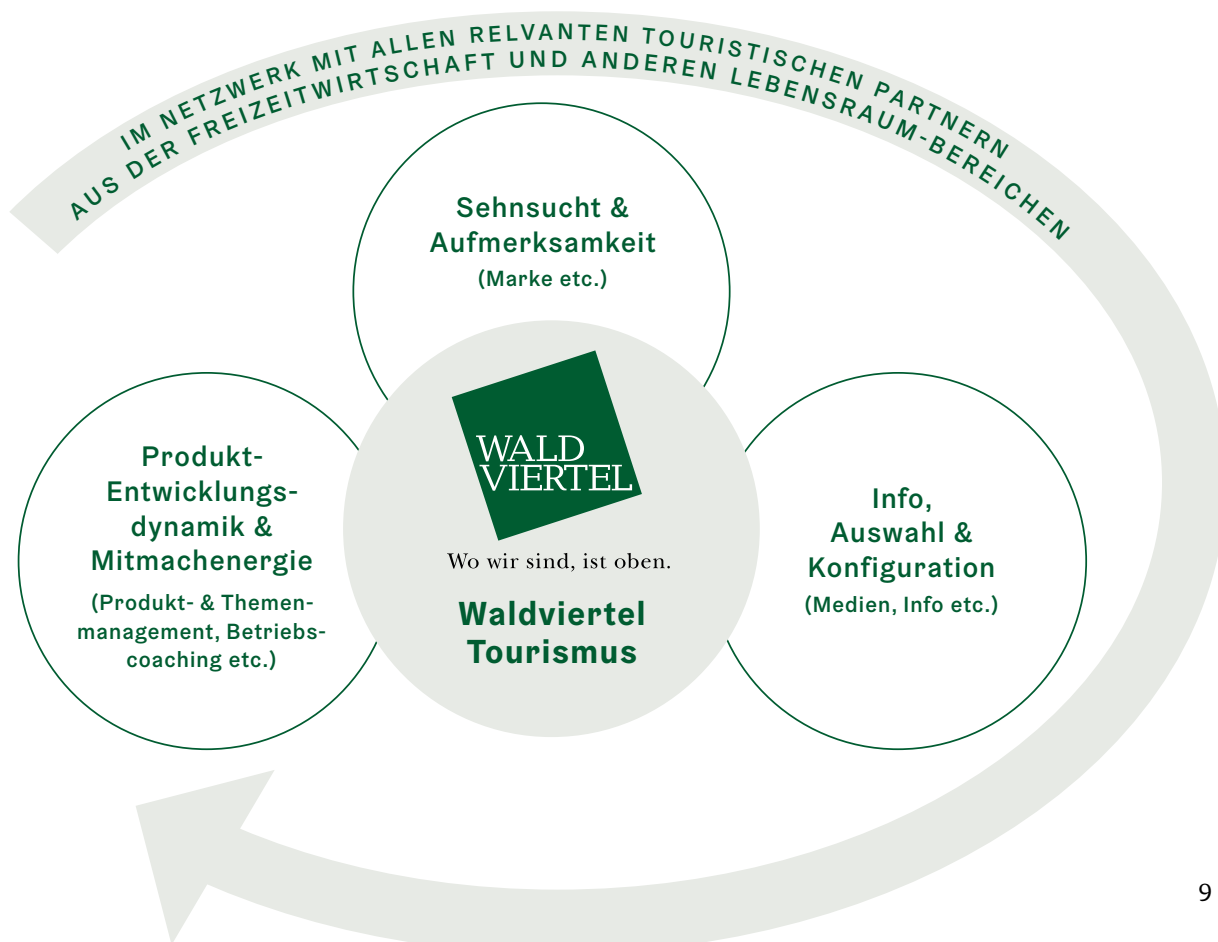 IM NETZWERK MIT ALLEN RELVANTEN TOURISTISCHEN PARTNERN
AUS DER FREIZEITWIRTSCHAFT UND ANDEREN LEBENSRAUM-BEREICHEN
Sehnsucht &
Aufmerksamkeit
(Marke etc.)
Produkt-
Entwicklungs-
dynamik &
Mitmachenergie
(Produkt- & Themen-
management, Betriebs-
coaching etc.)
WALD
VIERTEL
Wo wir sind, ist oben.
Waldviertel
Tourismus
Info,
Auswahl &
Konfiguration
(Medien, Info etc.)
9